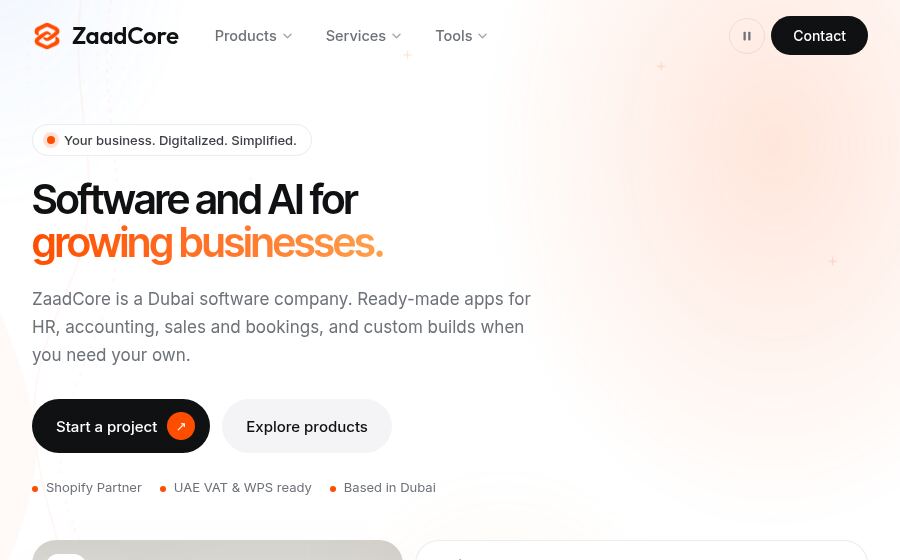 ZaadCore
Products
Services
Tools
Contact
Your business. Digitalized. Simplified.
Software and AI for
growing businesses.
ZaadCore is a Dubai software company. Ready-made apps for
HR, accounting, sales and bookings, and custom builds when
you need your own.
Start a project
Explore products
Shopify Partner
UAE VAT & WPS ready
Based in Dubai